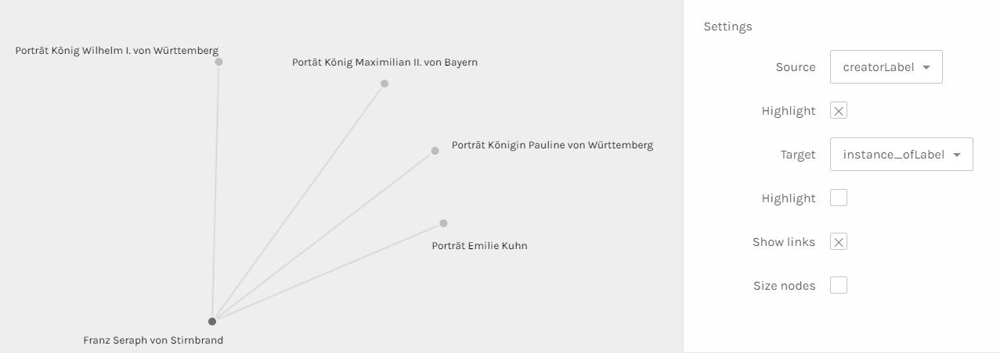 Porträt König Wilhelm I. von Württemberg
Portät König Maximilian II. von Bayern
Porträt Königin Pauline von Württemberg
Porträt Emilie Kuhn
Franz Seraph von Stirnbrand
Settings
Source creatorLabel
Highlight
Target instance_ofLabel
Highlight
Show links
Size nodes